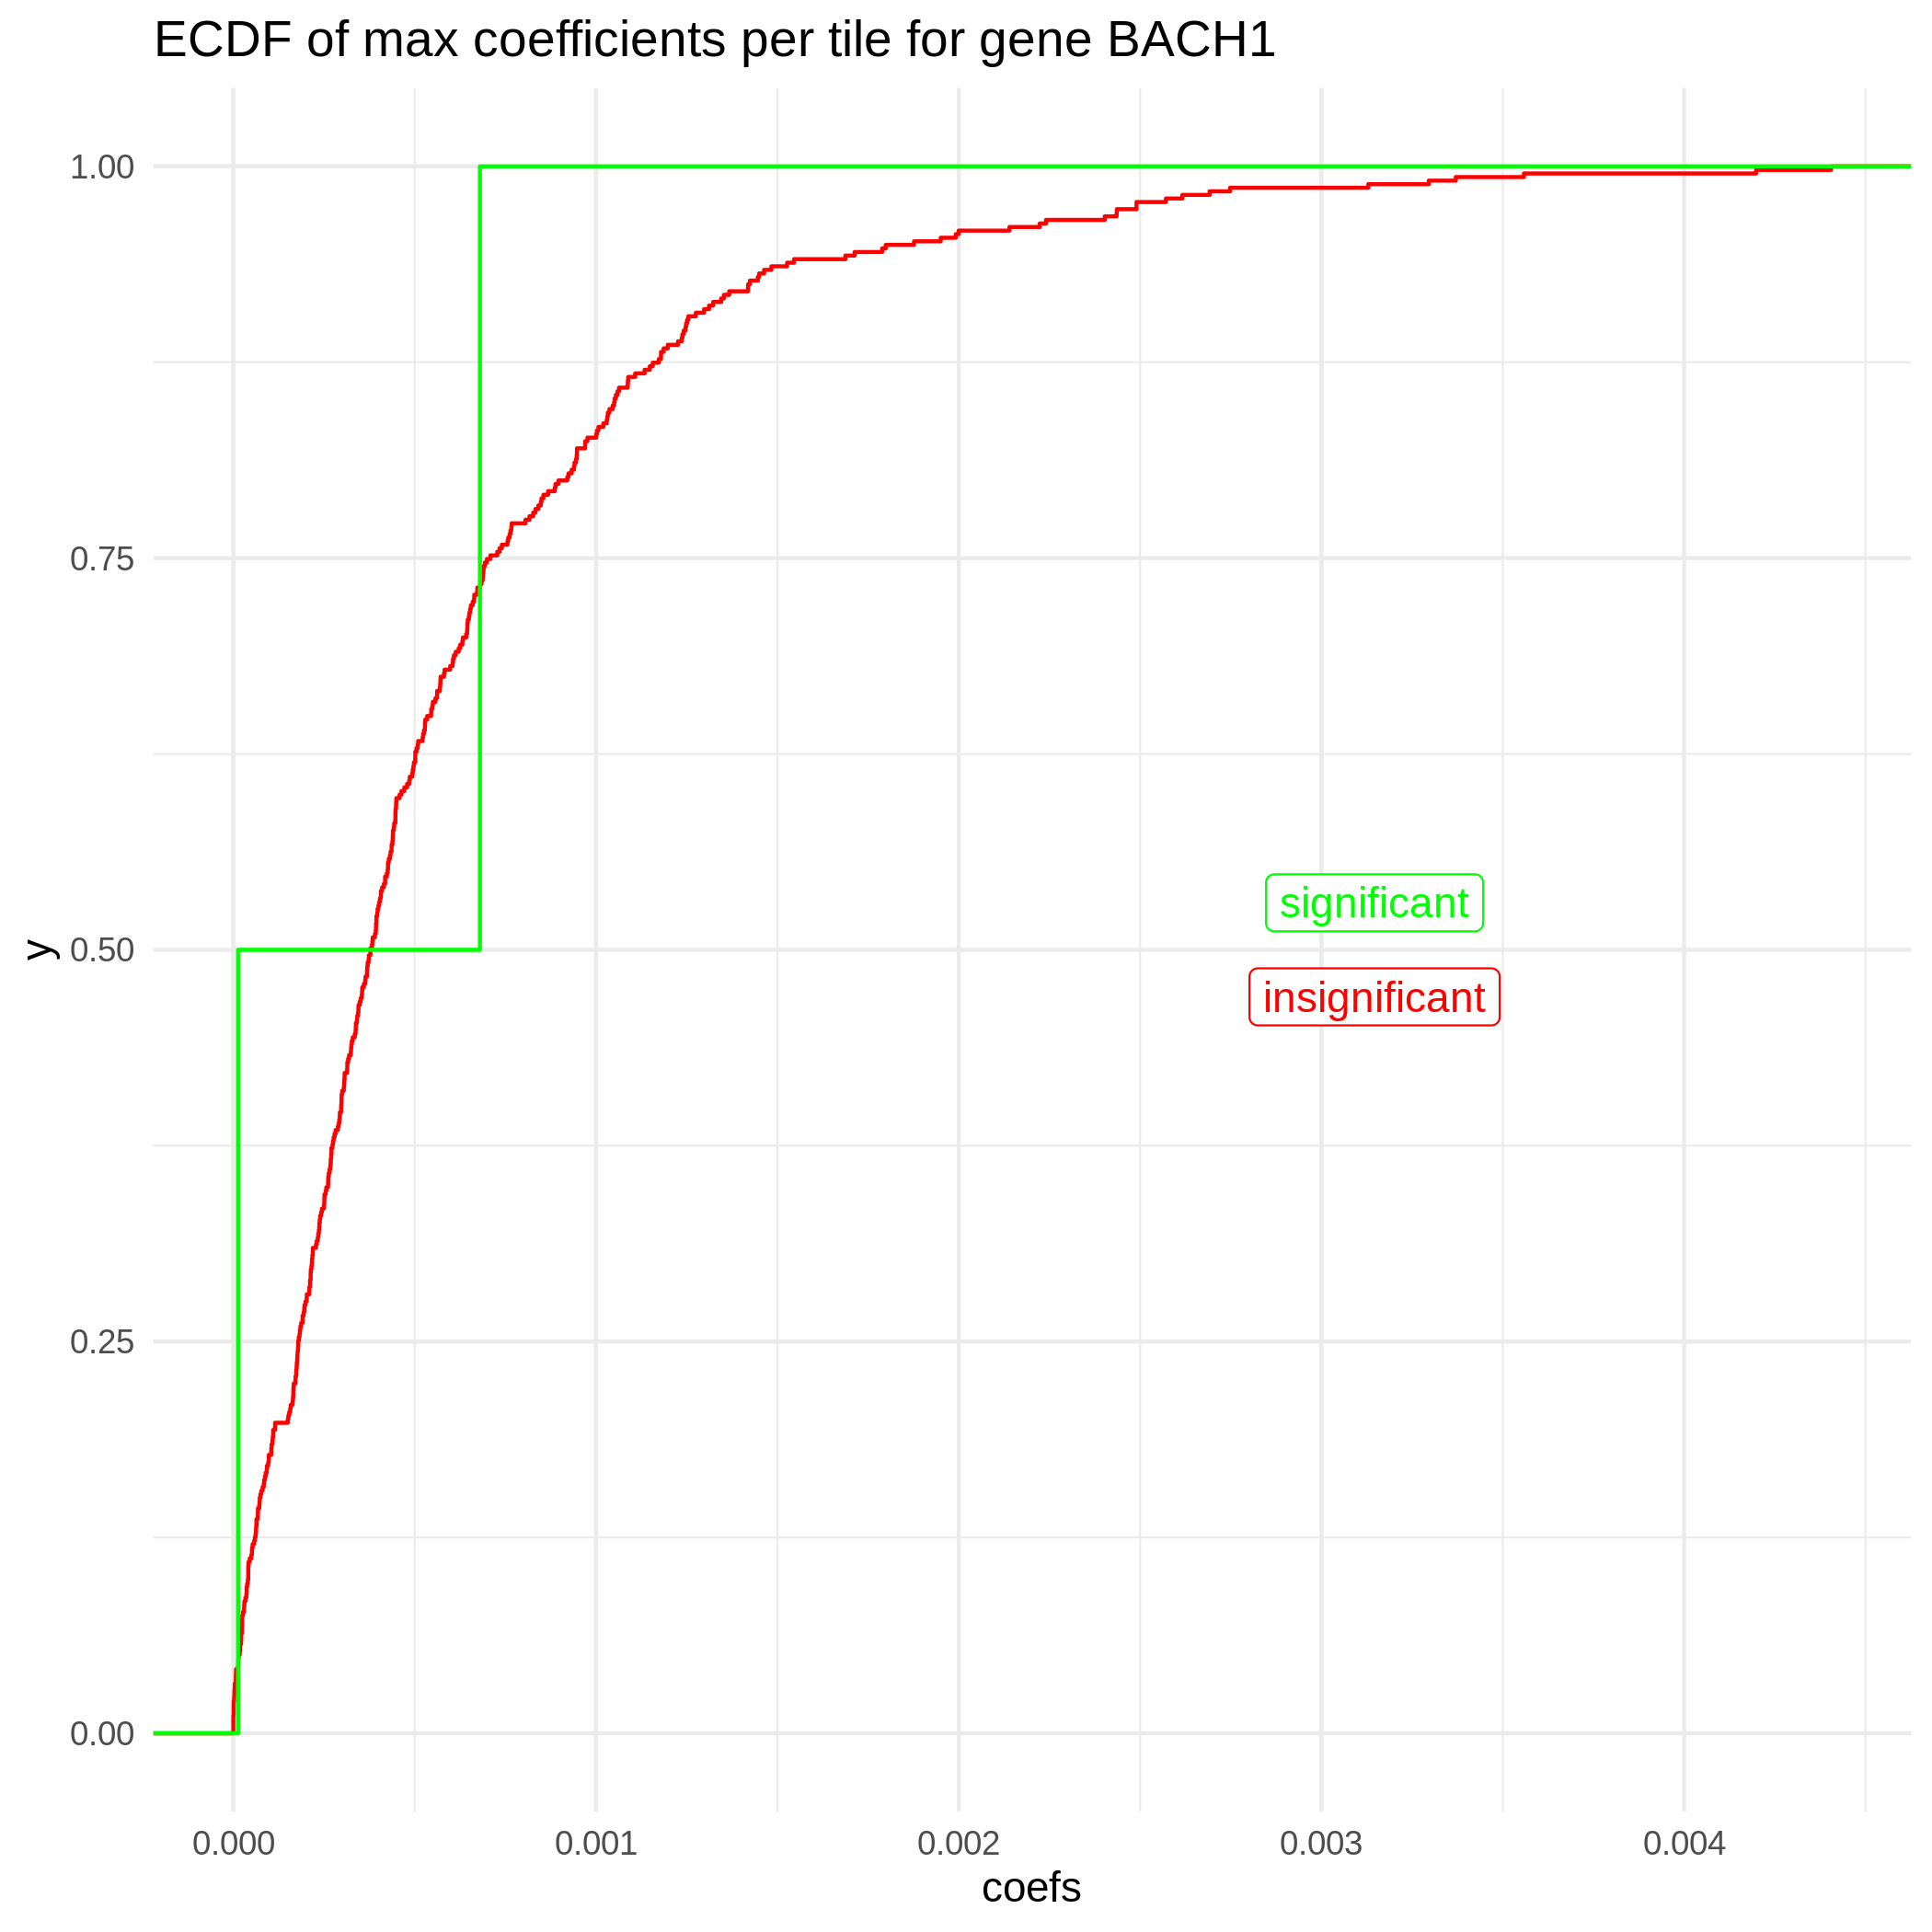 ECDF of max coefficients per tile for gene BACH1
1.00
0.75
0.50
0.25
0.00
y
significant
insignificant
0.000 0.001 0.002 0.003 0.004
coefs